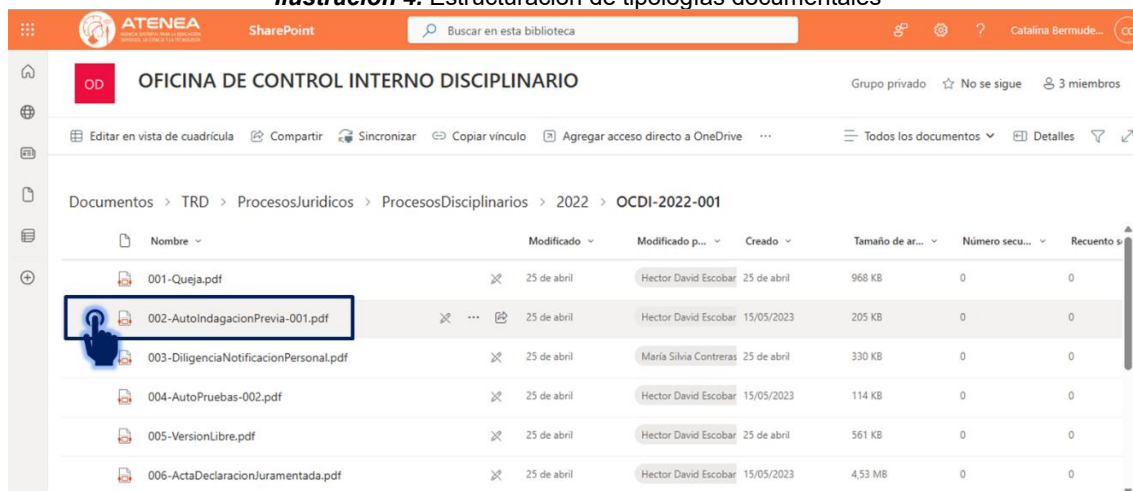 Ilustración 4. Estructuración de tipologías documentales
ATENEA
SharePoint
Buscar en esta biblioteca
?
Catalina Bermude...
OD
OFICINA DE CONTROL INTERNO DISCIPLINARIO
Grupo privado
No se sigue
3 miembros
Editar en vista de cuadrícula
Compartir
Sincronizar
Copiar vínculo
Agregar acceso directo a OneDrive
...
Todos los documentos
Detalles
Documentos > TRD > ProcesosJuridicos > ProcesosDisciplinarios > 2022 > OCDI-2022-001
Nombre Modificado Modificado p... Creado Tamaño de ar... Número secu... Recuento s
001-Queja.pdf 25 de abril Hector David Escobar 25 de abril 968 KB 0 0
002-AutoIndagacionPrevia-001.pdf ... 25 de abril Hector David Escobar 15/05/2023 205 KB 0 0
003-DiligenciaNotificacionPersonal.pdf 25 de abril María Silvia Contreras 25 de abril 330 KB 0 0
004-AutoPruebas-002.pdf 25 de abril Hector David Escobar 15/05/2023 114 KB 0 0
005-VersionLibre.pdf 25 de abril Hector David Escobar 25 de abril 561 KB 0 0
006-ActaDeclaracionJuramentada.pdf 25 de abril Hector David Escobar 15/05/2023 4,53 MB 0 0